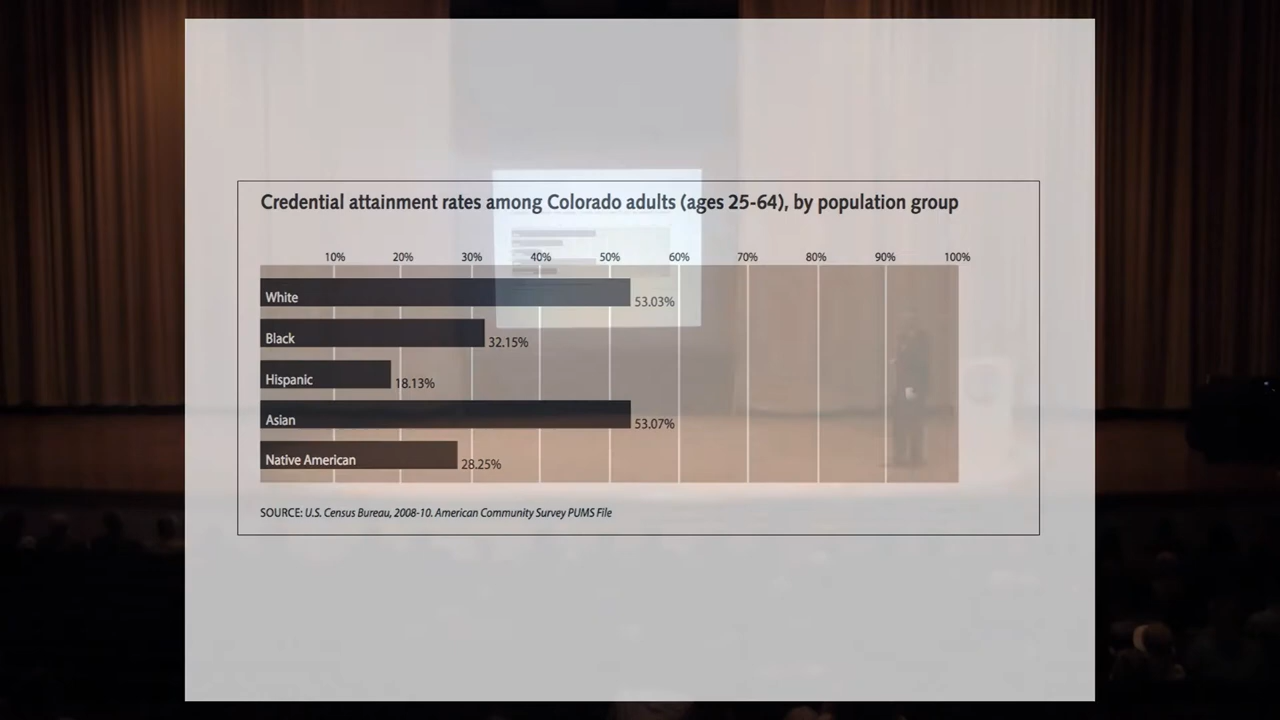 Credential attainment rates among Colorado adults (ages 25-64), by population group
10% 20% 30% 40% 50% 60% 70% 80% 90% 100%
White 53.03%
Black 32.15%
Hispanic 18.13%
Asian 53.07%
Native American 28.25%
SOURCE: U.S. Census Bureau, 2008-10. American Community Survey PUMS File